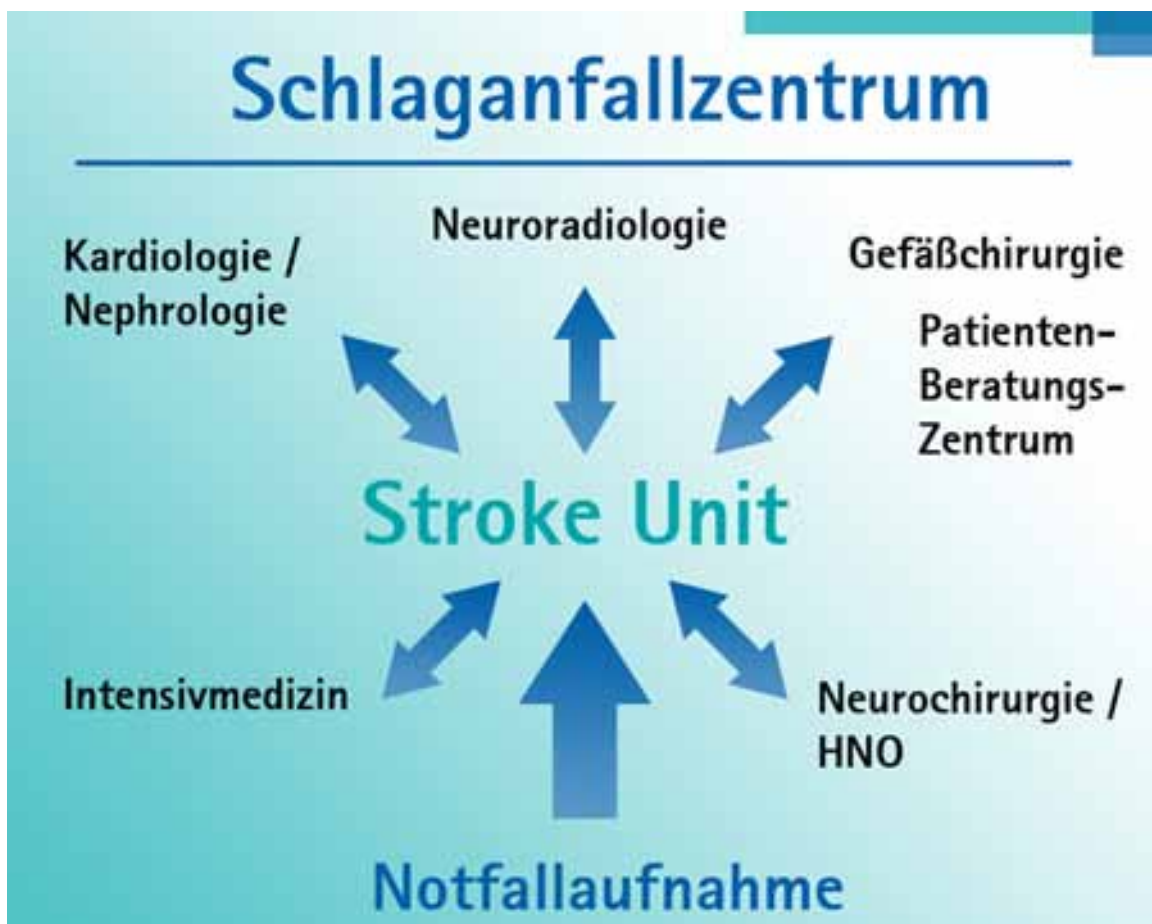 Schlaganfallzentrum
Neuroradiologie
Kardiologie /
Nephrologie
Gefäßchirurgie
Patienten-
Beratungs-
Zentrum
Stroke Unit
Intensivmedizin
Neurochirurgie /
HNO
Notfallaufnahme